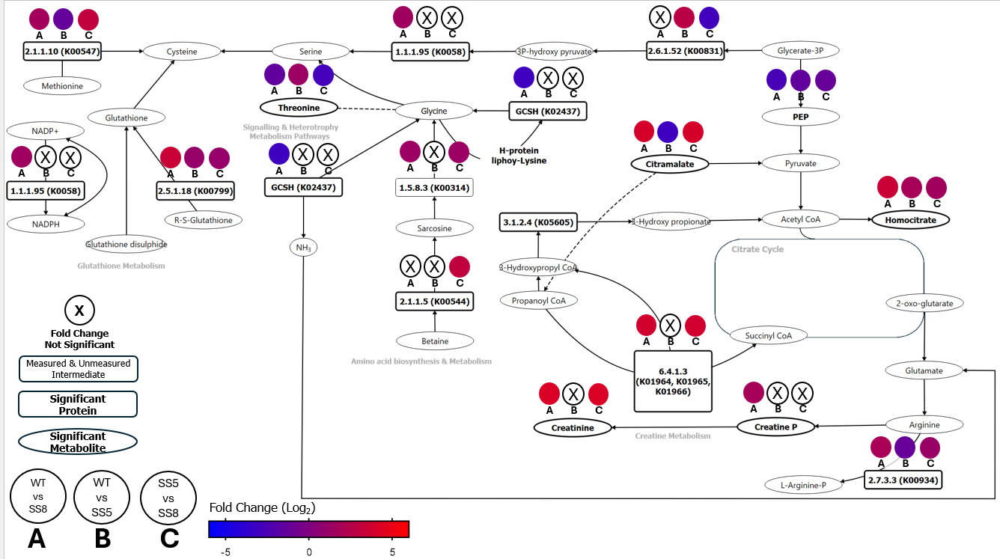 X X
X
A B C
A B C
A B C
2.1.1.10 (K00547)
Cysteine
Serine
1.1.1.95 (K0058)
3P-hydroxy pyruvate
2.6.1.52 (K00831)
Glycerate-3P
Methionine
X X
A B C
A B C
A B C
Threonine
Glycine
GCSH (K02437)
PEP
Glutathione
Signalling & Heterotrophy
Metabolism Pathways
NADP+
X X
A B C
A B C
X X
A B C
X
A B C
H-protein
liphoy-Lysine
A B C
Citramalate
Pyruvate
1.1.1.95 (K0058)
2.5.1.18 (K00799)
GCSH (K02437)
1.5.8.3 (K00314)
A B C
NADPH
R-S-Glutathione
Sarcosine
3.1.2.4 (K05605)
3-Hydroxy propionate
Acetyl CoA
Homocitrate
Glutathione disulphide
NH3
Citrate Cycle
Glutathione Metabolism
X X
A B C
3-Hydroxypropyl CoA
2.1.1.5 (K00544)
Propanoyl CoA
2-oxo-glutarate
X
Fold Change
Not Significant
X
A B C
Betaine
Succinyl CoA
Amino acid biosynthesis & Metabolism
Measured & Unmeasured
Intermediate
6.4.1.3
(K01964, K01965,
K01966)
Glutamate
Significant
Protein
X
A B C
X X
A B C
Creatinine
Creatine P
Arginine
Creatine Metabolism
Significant
Metabolite
A B C
2.7.3.3 (K00934)
L-Arginine-P
WT
vs
SS8
WT
vs
SS5
SS5
vs
SS8
A B C
Fold Change (Log2)
-5 0 5